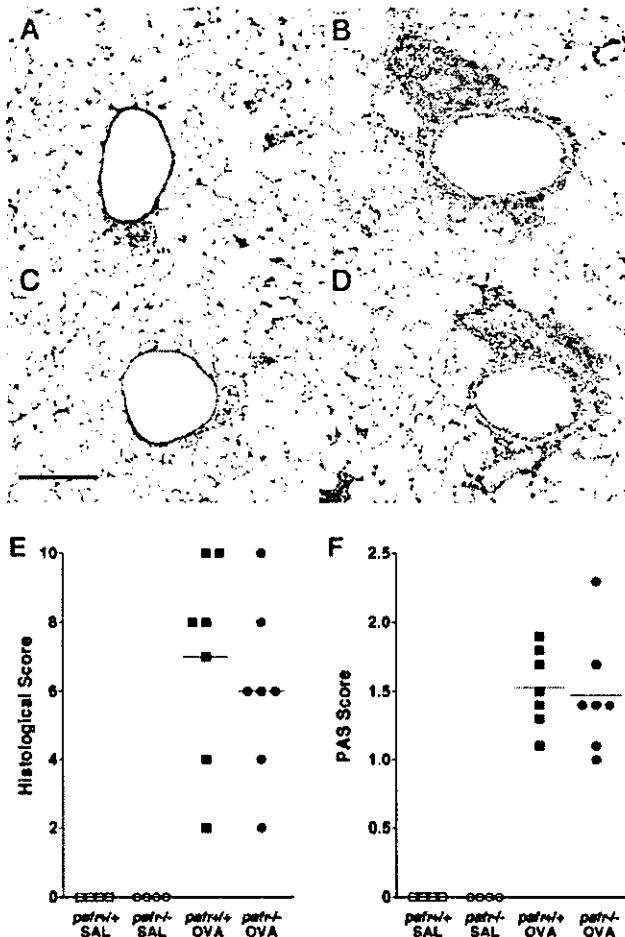 A
B
C
D
E
Histological Score
10
8
6
4
2
0
pafr+/+ SAL
pafr-/- SAL
pafr+/+ OVA
pafr-/- OVA
F
PAS Score
2.5
2.0
1.5
1.0
0.5
0
pafr+/+ SAL
pafr-/- SAL
pafr+/+ OVA
pafr-/- OVA